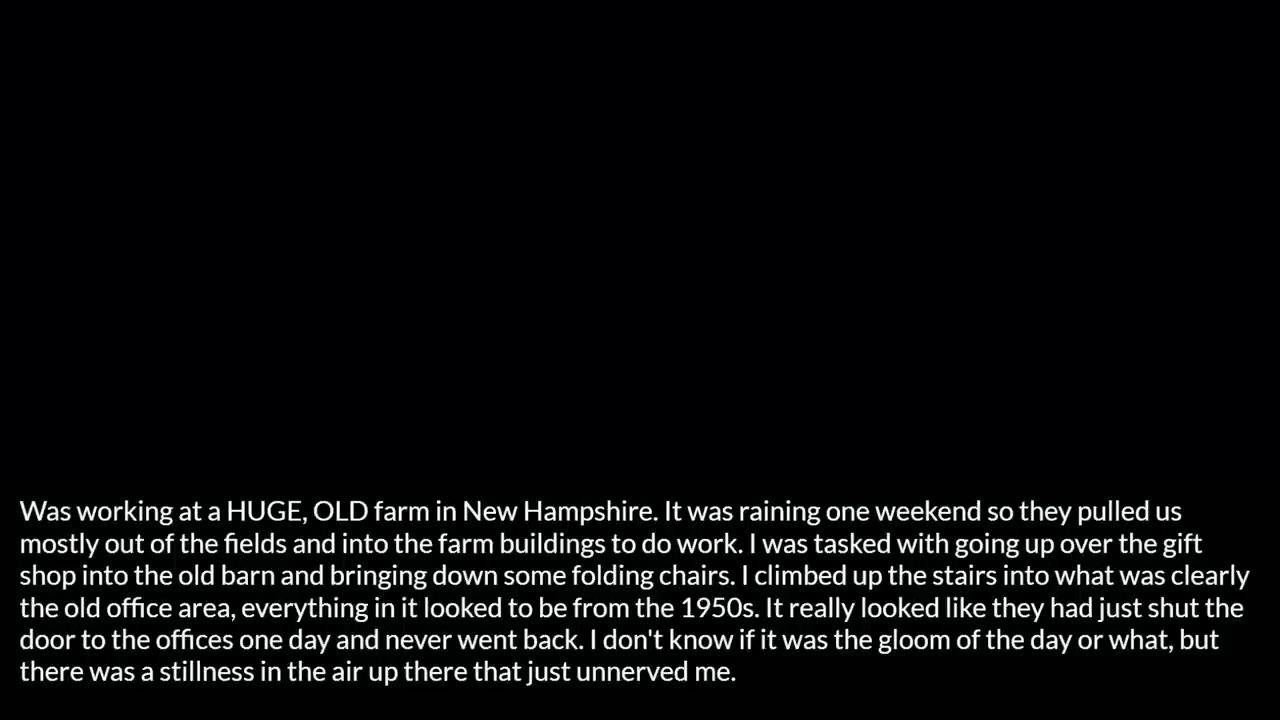 Was working at a HUGE, OLD farm in New Hampshire. It was raining one weekend so they pulled us
mostly out of the fields and into the farm buildings to do work. I was tasked with going up over the gift
shop into the old barn and bringing down some folding chairs. I climbed up the stairs into what was clearly
the old office area, everything in it looked to be from the 1950s. It really looked like they had just shut the
door to the offices one day and never went back. I don't know if it was the gloom of the day or what, but
there was a stillness in the air up there that just unnerved me.